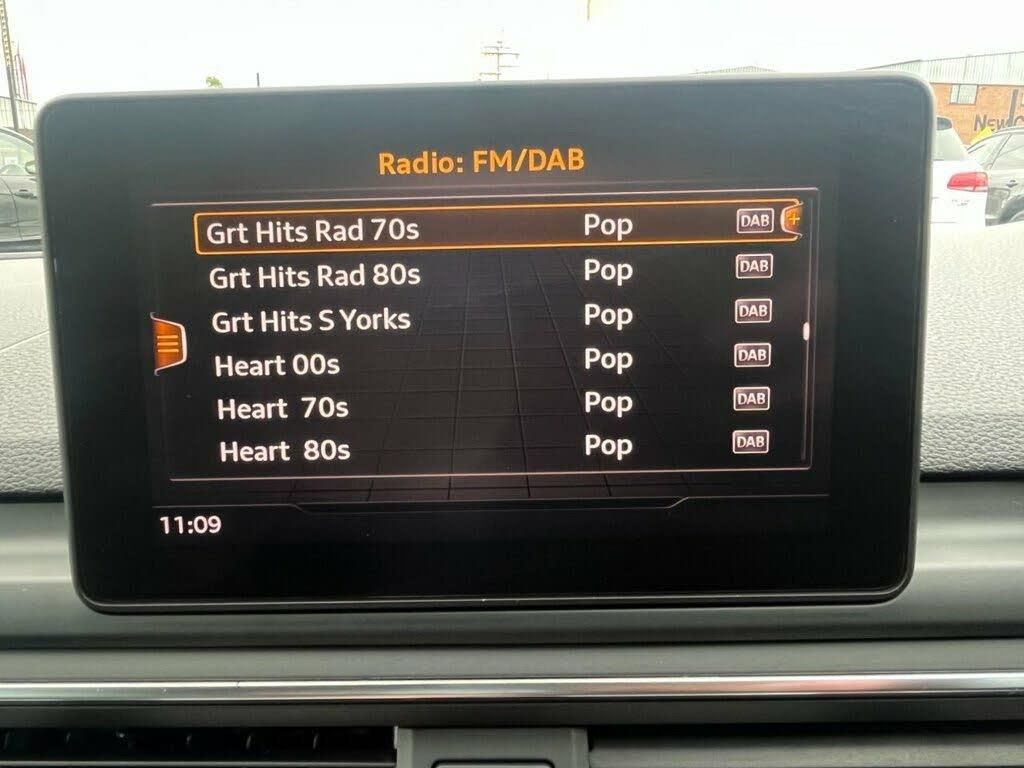 Radio: FM/DAB
Grt Hits Rad 70s Pop DAB +
Grt Hits Rad 80s Pop DAB
Grt Hits S Yorks Pop DAB
Heart 00s Pop DAB
Heart 70s Pop DAB
Heart 80s Pop DAB
11:09
New